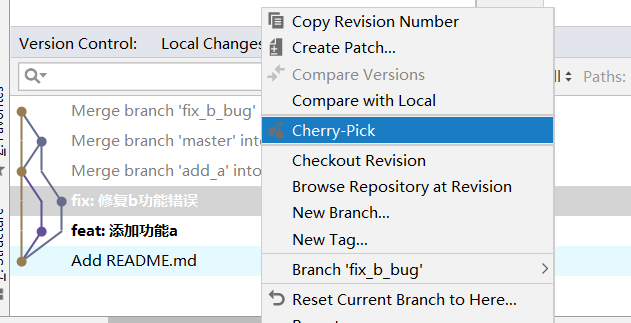 Version Control:
Local Changes
Copy Revision Number
Create Patch...
Compare Versions
Compare with Local
Cherry-Pick
Checkout Revision
Browse Repository at Revision
New Branch...
New Tag...
Branch 'fix_b_bug'
Reset Current Branch to Here...
Paths:
Merge branch 'fix_b_bug'
Merge branch 'master' into
Merge branch 'add_a' into
fix: 修复b功能错误
feat: 添加功能a
Add README.md
Favorites
Z: Structure